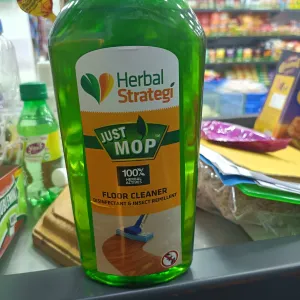 Herbal
Strategi
JUST
MOP
100%
FLOOR CLEANER
DISINFECTANT & INSECT REPELLENT